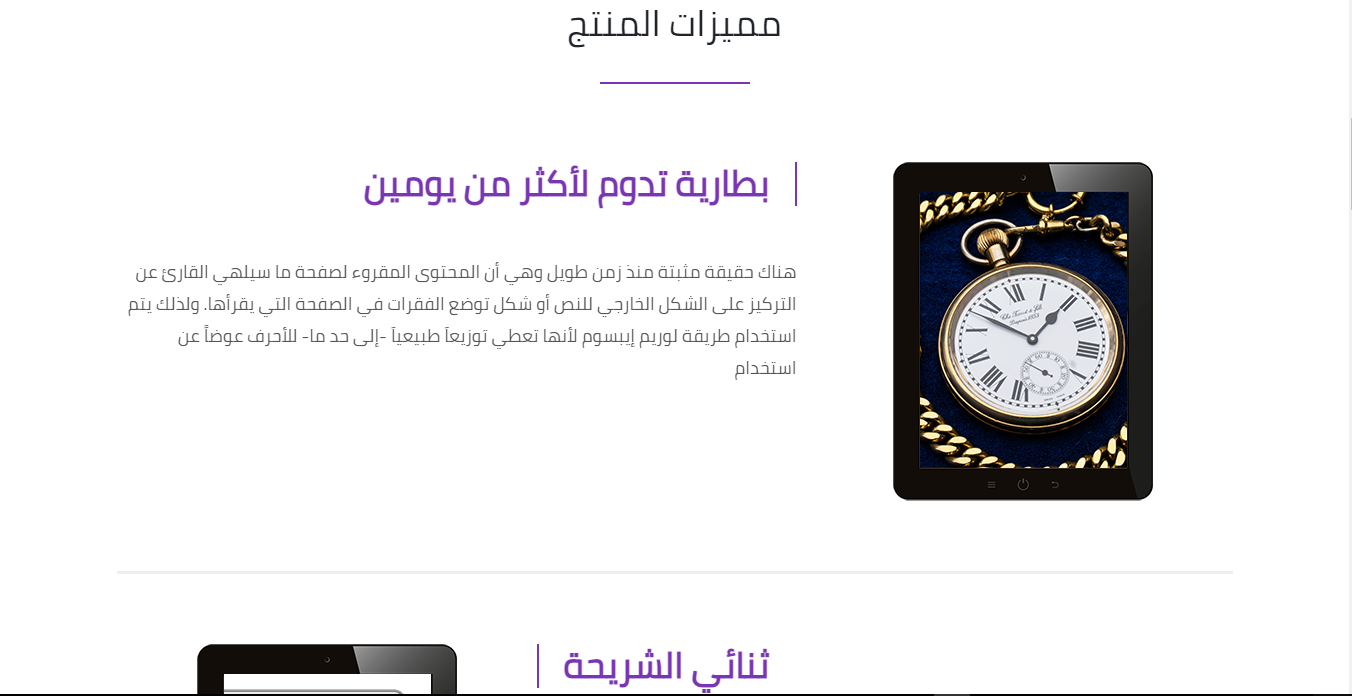 مميزات المنتج
بطارية تدوم لأكثر من يومين
هناك حقيقة مثبتة منذ زمن طويل وهي أن المحتوى المقروء لصفحة ما سيلهي القارئ عن
التركيز على الشكل الخارجي للنص أو شكل توضع الفقرات في الصفحة التي يقرأها. ولذلك يتم
استخدام طريقة لوريم إيبسوم لأنها تعطي توزيعاَ طبيعياَ -إلى حد ما- للأحرف عوضاً عن
استخدام
ثنائي الشريحة